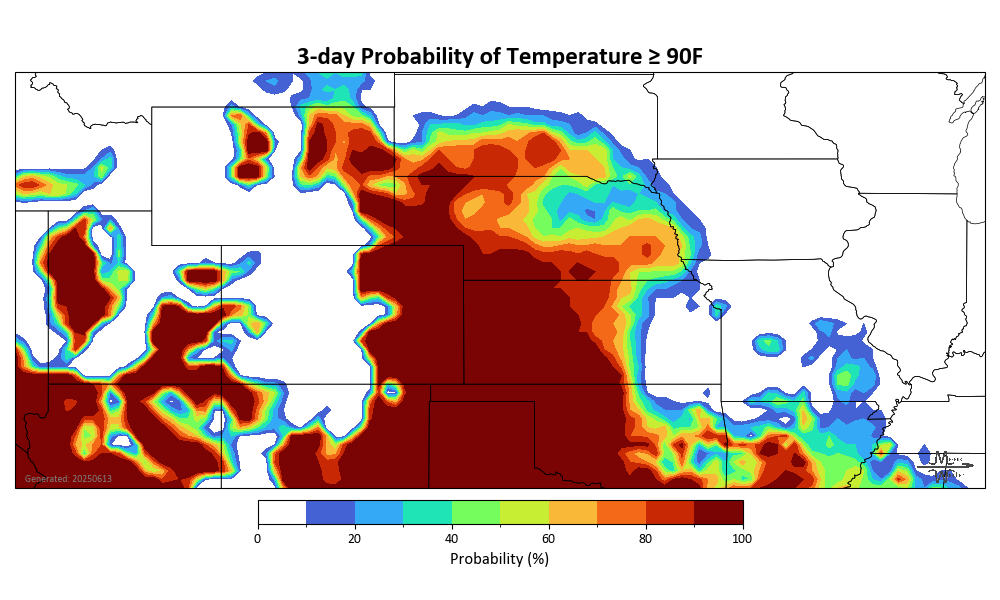 3-day Probability of Temperature ≥ 90F
Generated: 20250613
0 20 40 60 80 100
Probability (%)